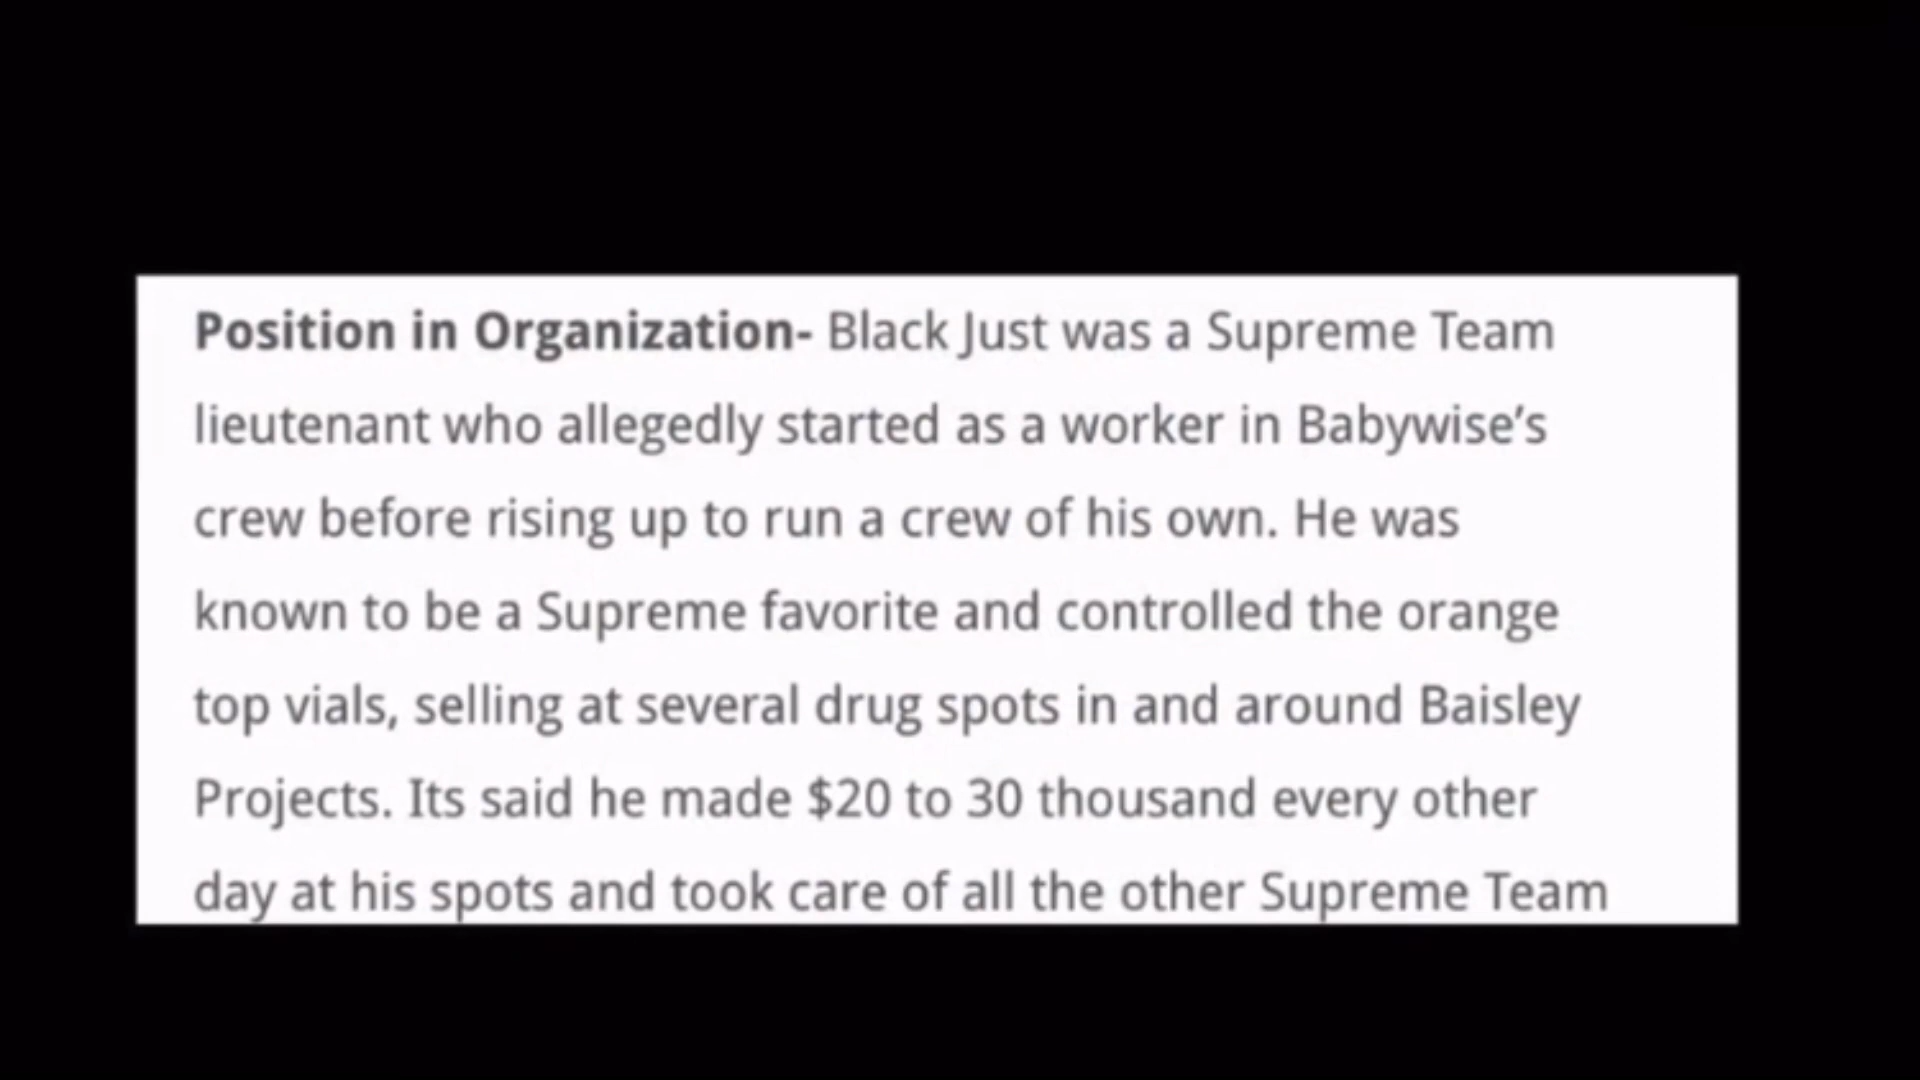 Position in Organization- Black Just was a Supreme Team
lieutenant who allegedly started as a worker in Babywise’s
crew before rising up to run a crew of his own. He was
known to be a Supreme favorite and controlled the orange
top vials, selling at several drug spots in and around Baisley
Projects. Its said he made $20 to 30 thousand every other
day at his spots and took care of all the other Supreme Team